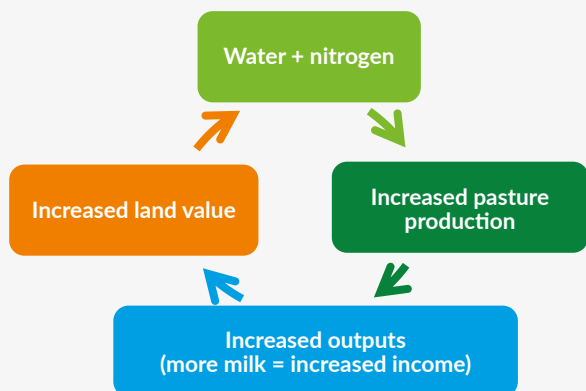 Water + nitrogen
Increased pasture
production
Increased outputs
(more milk = increased income)
Increased land value